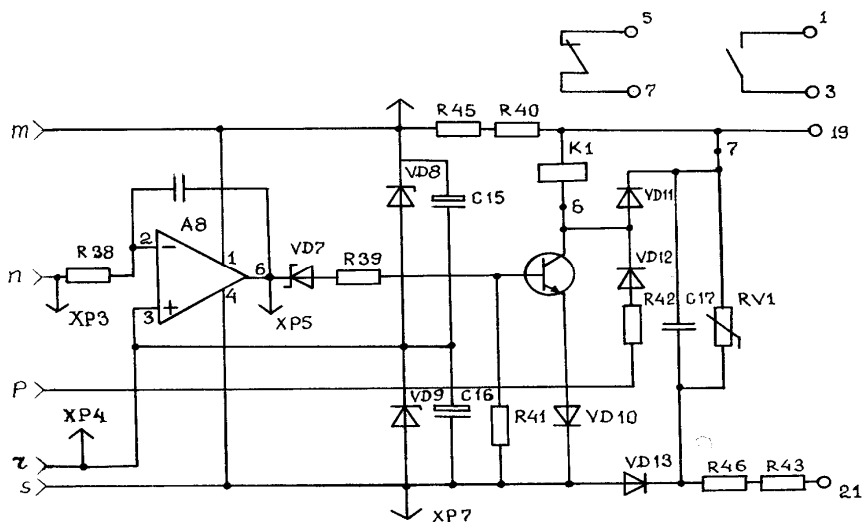 5
1
7
3
m
R45
R40
19
K1
7
VD8
C15
6
VD11
A8
2
1
R38
VD7
R39
VD12
n
6
4
R42
C17
RV1
3
XP3
XP5
p
XP4
VD9
C16
R41
VD10
r
VD13
R46
R43
s
21
XP7